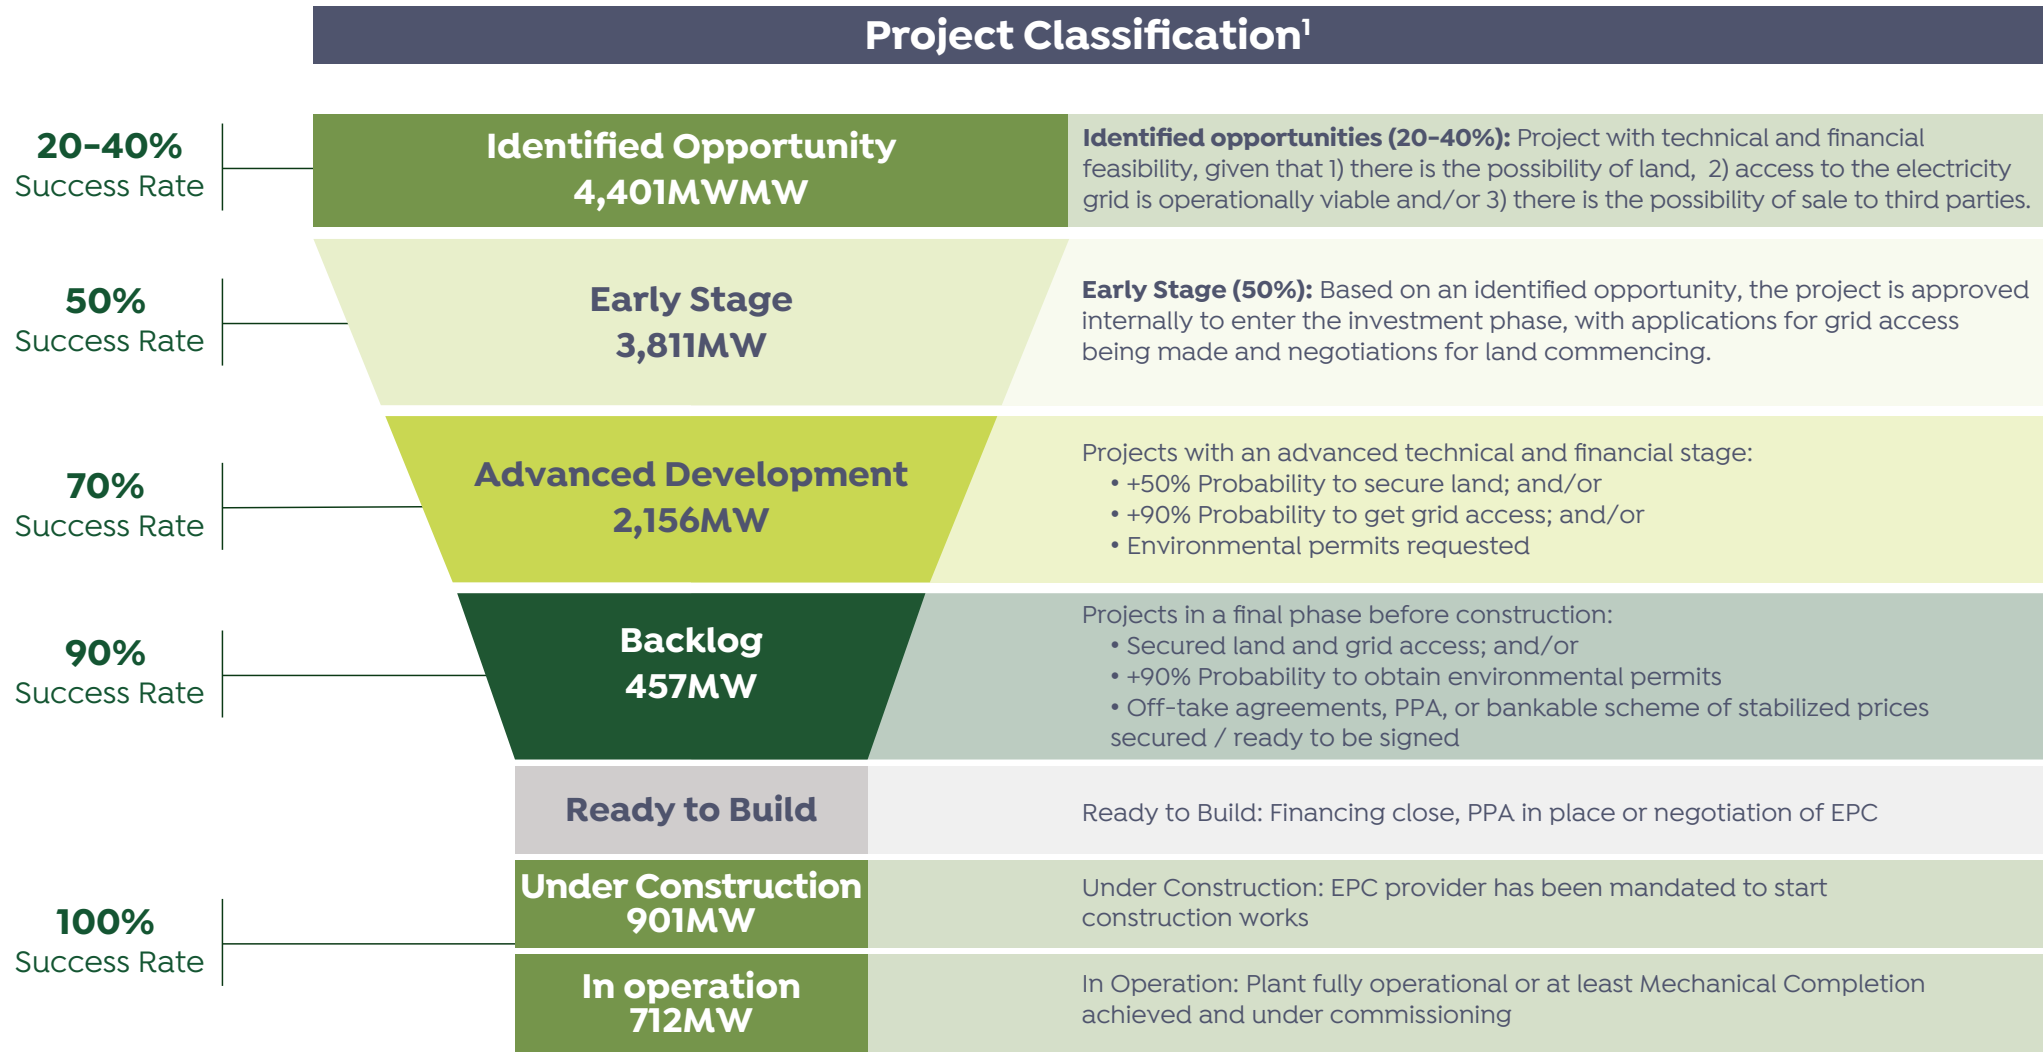 Project Classification¹
20-40%
Success Rate
Identified Opportunity
4,401MWMW
Identified opportunities (20-40%): Project with technical and financial
feasibility, given that 1) there is the possibility of land, 2) access to the electricity
grid is operationally viable and/or 3) there is the possibility of sale to third parties.
50%
Success Rate
Early Stage
3,811MW
Early Stage (50%): Based on an identified opportunity, the project is approved
internally to enter the investment phase, with applications for grid access
being made and negotiations for land commencing.
70%
Success Rate
Advanced Development
2,156MW
Projects with an advanced technical and financial stage:
• +50% Probability to secure land; and/or
• +90% Probability to get grid access; and/or
• Environmental permits requested
90%
Success Rate
Backlog
457MW
Projects in a final phase before construction:
• Secured land and grid access; and/or
• +90% Probability to obtain environmental permits
• Off-take agreements, PPA, or bankable scheme of stabilized prices
secured / ready to be signed
Ready to Build
Ready to Build: Financing close, PPA in place or negotiation of EPC
100%
Success Rate
Under Construction
901MW
Under Construction: EPC provider has been mandated to start
construction works
In operation
712MW
In Operation: Plant fully operational or at least Mechanical Completion
achieved and under commissioning